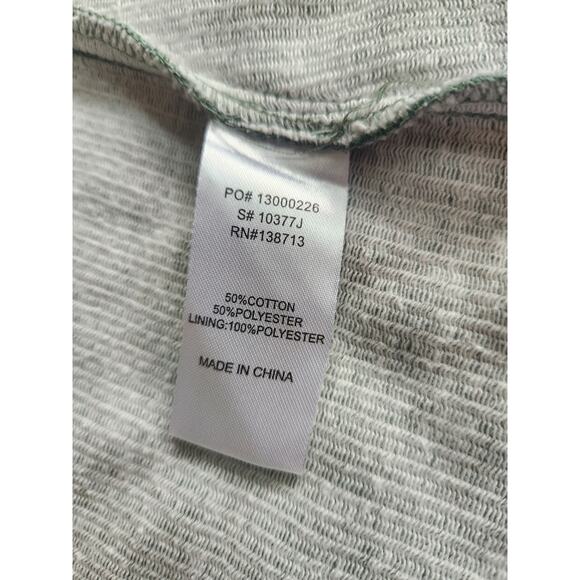 PO# 13000226
S# 10377J
RN#138713
50%COTTON
50%POLYESTER
LINING:100%POLYESTER
MADE IN CHINA